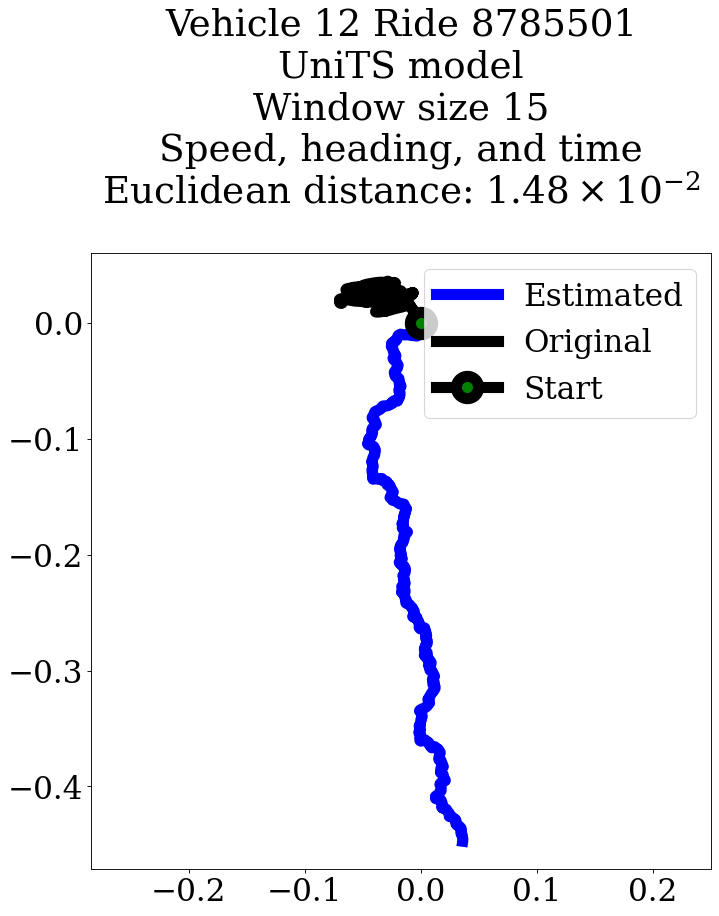 Vehicle 12 Ride 8785501
UniTS model
Window size 15
Speed, heading, and time
Euclidean distance: 1.48 × 10⁻²
Estimated
Original
Start
0.0
−0.1
−0.2
−0.3
−0.4
−0.2
−0.1
0.0
0.1
0.2